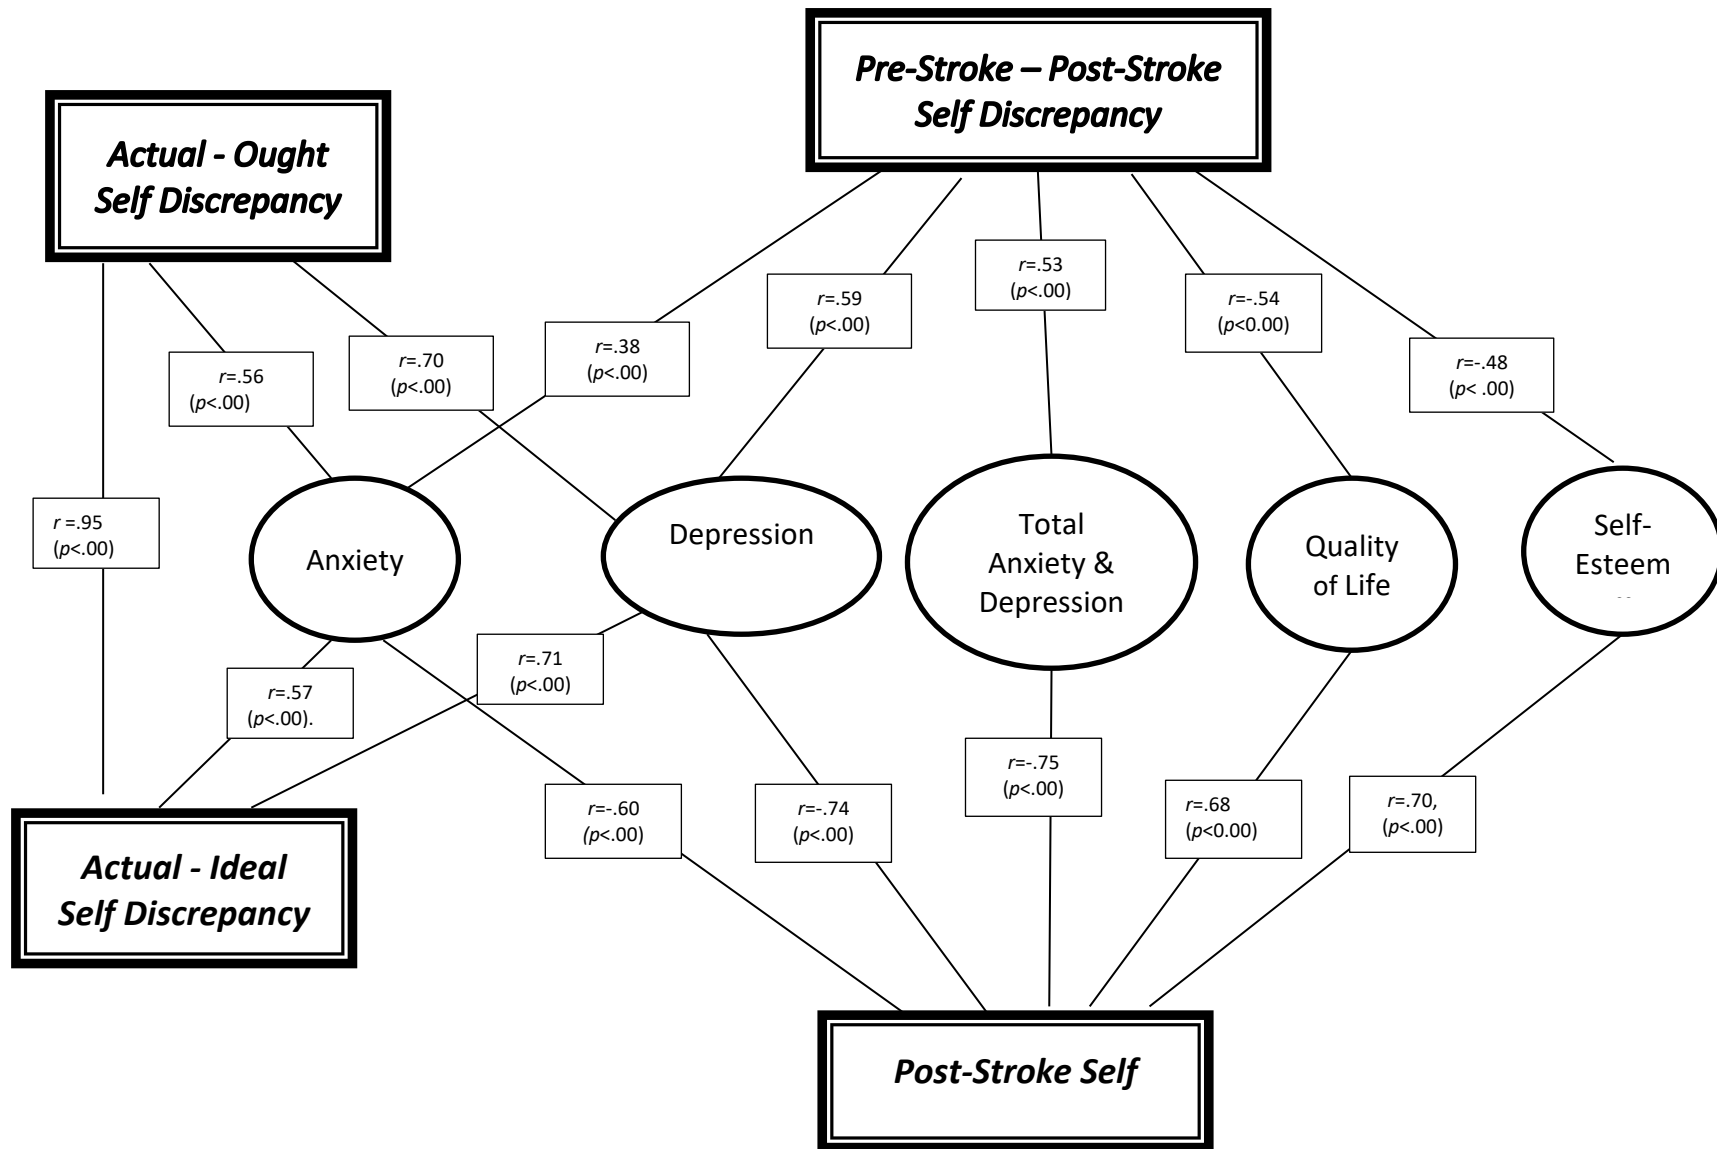 Pre-Stroke – Post-Stroke
Self Discrepancy
Actual - Ought
Self Discrepancy
r=.53
(p<.00)
r=.59
(p<.00)
r=-.54
(p<0.00)
r=.38
(p<.00)
r=.70
(p<.00)
r=.56
(p<.00)
r=-.48
(p< .00)
r =.95
(p<.00)
Anxiety
Depression
Total
Anxiety &
Depression
Quality
of Life
Self-
Esteem
r=.71
(p<.00)
r=.57
(p<.00).
r=-.60
(p<.00)
r=-.74
(p<.00)
r=-.75
(p<.00)
r=.68
(p<0.00)
r=.70,
(p<.00)
Actual - Ideal
Self Discrepancy
Post-Stroke Self